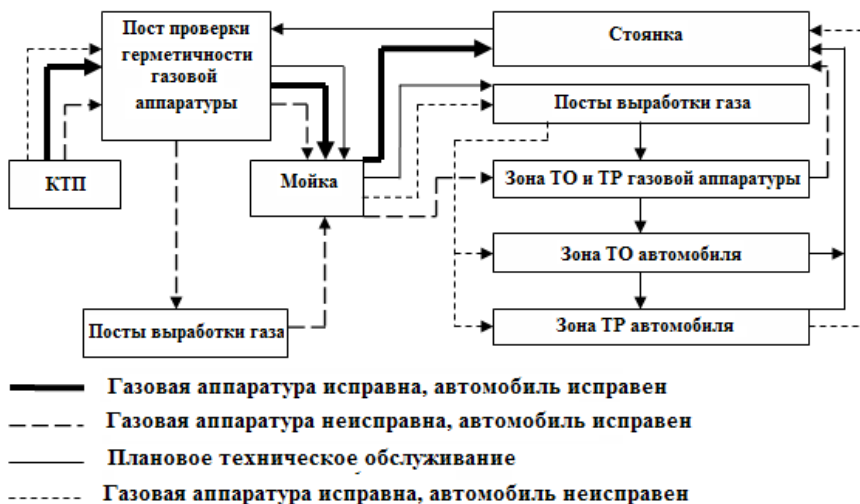 Пост проверки
герметичности
газовой
аппаратуры
Стоянка
Посты выработки газа
КТП
Мойка
Зона ТО и ТР газовой аппаратуры
Зона ТО автомобиля
Посты выработки газа
Зона ТР автомобиля
Газовая аппаратура исправна, автомобиль исправен
Газовая аппаратура неисправна, автомобиль исправен
Плановое техническое обслуживание
Газовая аппаратура исправна, автомобиль неисправен